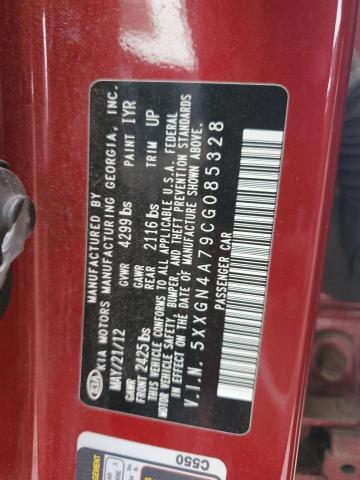 MANUFACTURED BY
KIA KIA MOTORS MANUFACTURING GEORGIA, INC.
MAY/21/12 GVWR 4299 lbs PAINT IYR
GAWR FRONT 2425 lbs GAWR REAR 2116 lbs TRIM UP
THIS VEHICLE CONFORMS TO ALL APPLICABLE U.S.A. FEDERAL
MOTOR VEHICLE SAFETY, BUMPER, AND THEFT PREVENTION STANDARDS
IN EFFECT ON THE DATE OF MANUFACTURE SHOWN ABOVE.
V.I.N. 5XXGN4A79CG085328
PASSENGER CAR
C550